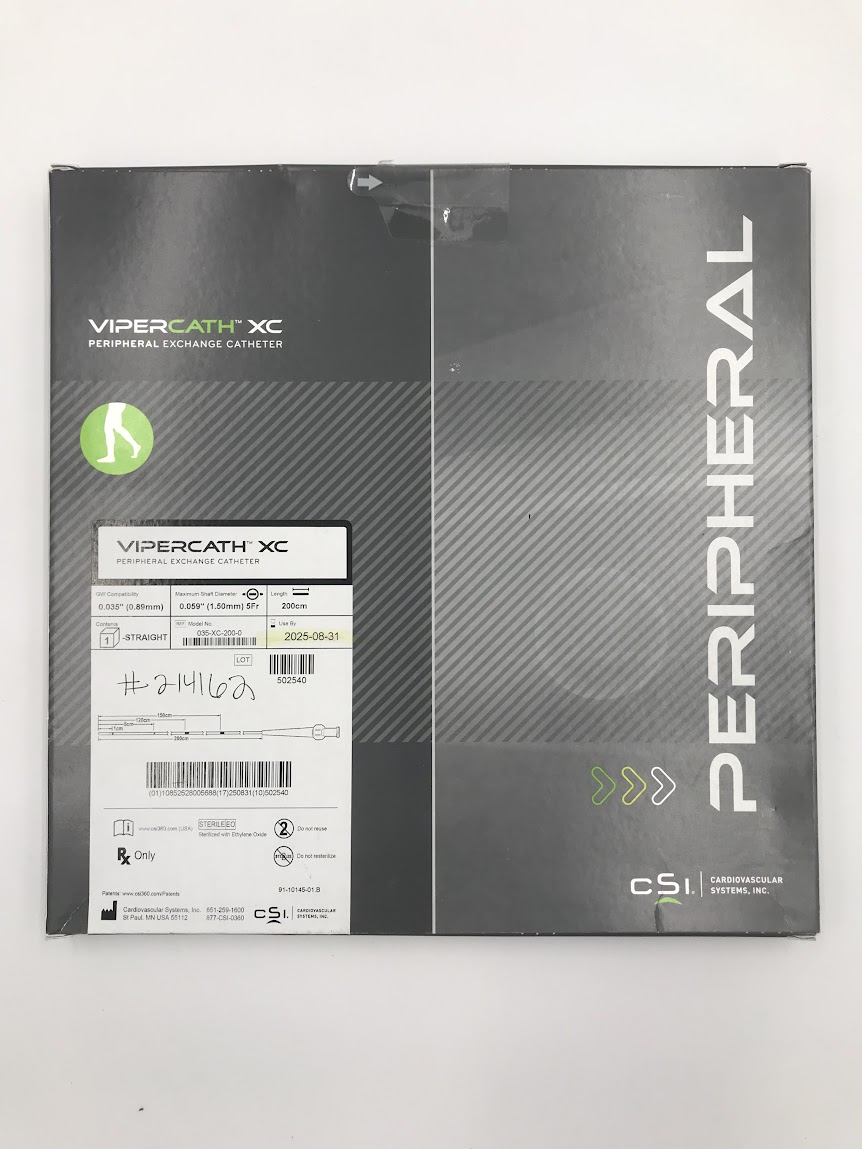 VIPERCATH™ XC
PERIPHERAL EXCHANGE CATHETER
PERIPHERAL
VIPERCATH™ XC
PERIPHERAL EXCHANGE CATHETER
GW Compatibility
0.035" (0.89mm)
Maximum Shaft Diameter
0.059" (1.50mm) 5Fr
Length
200cm
Contents
1 -STRAIGHT
REF Model No.
035-XC-200-0
Use By
2025-08-31
LOT
502540
#214162
150cm
120cm
5cm
1cm
200cm
(01)10852528005688(17)250831(10)502540
www.csi360.com (USA)
STERILE EO
Sterilized with Ethylene Oxide
2 Do not reuse
Rx Only
STERILIZE Do not resterilize
Patents: www.csi360.com/Patents
91-10145-01.B
Cardiovascular Systems, Inc.
St Paul, MN USA 55112
651-259-1600
877-CSI-0360
CSI. CARDIOVASCULAR
SYSTEMS, INC.
CSI. CARDIOVASCULAR
SYSTEMS, INC.